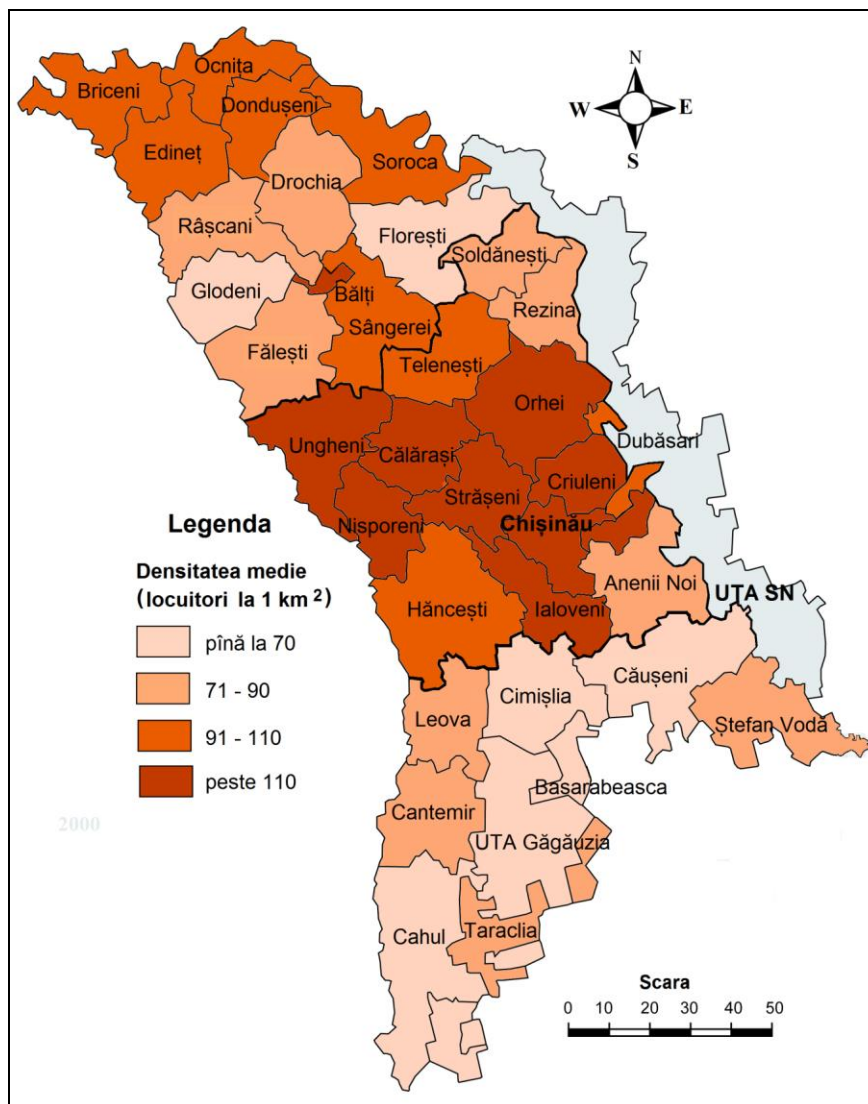 Ocnița
Briceni
Dondușeni
N
W E
S
Edineț
Soroca
Drochia
Râșcani
Florești
Soldănești
Glodeni
Bălți
Rezina
Sângerei
Fălești
Telenești
Orhei
Dubăsari
Ungheni
Călărași
Criuleni
Strășeni
Nisporeni
Chișinău
Anenii Noi
UTA SN
Hăncești
Ialoveni
Legenda
Densitatea medie
(locuitori la 1 km ²)
pînă la 70
71 - 90
91 - 110
peste 110
Căușeni
Cimișlia
Leova
Ștefan Vodă
Basarabeasca
Cantemir
2000
UTA Găgăuzia
Cahul
Taraclia
Scara
0 10 20 30 40 50